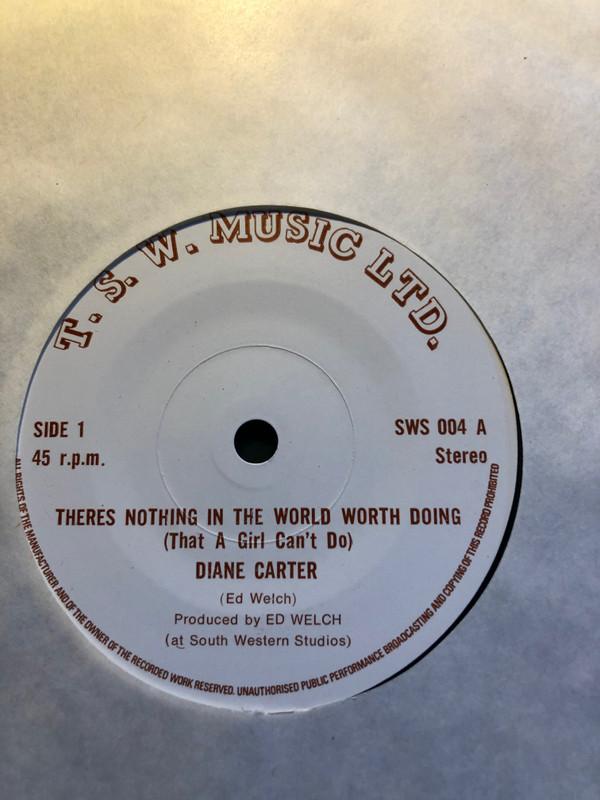 T. S. W. MUSIC LTD.
SIDE 1
45 r.p.m.
SWS 004 A
Stereo
THERES NOTHING IN THE WORLD WORTH DOING
(That A Girl Can't Do)
DIANE CARTER
(Ed Welch)
Produced by ED WELCH
(at South Western Studios)
ALL RIGHTS OF THE MANUFACTURER AND OF THE OWNER OF THE RECORDED WORK RESERVED. UNAUTHORISED PUBLIC PERFORMANCE BROADCASTING AND COPYING OF THIS RECORD PROHIBITED